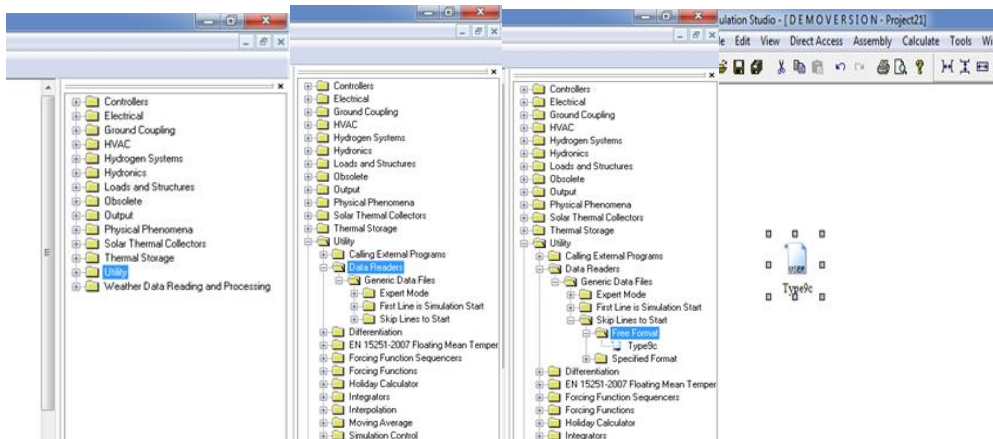 Controllers
Electrical
Ground Coupling
HVAC
Hydrogen Systems
Hydronics
Loads and Structures
Obsolete
Output
Physical Phenomena
Solar Thermal Collectors
Thermal Storage
Utility
Weather Data Reading and Processing
Controllers
Electrical
Ground Coupling
HVAC
Hydrogen Systems
Hydronics
Loads and Structures
Obsolete
Output
Physical Phenomena
Solar Thermal Collectors
Thermal Storage
Utility
Calling External Programs
Data Readers
Generic Data Files
Expert Mode
First Line is Simulation Start
Skip Lines to Start
Differentiation
EN 15251-2007 Floating Mean Temper
Forcing Function Sequencers
Forcing Functions
Holiday Calculator
Integrators
Interpolation
Moving Average
Simulation Control
Controllers
Electrical
Ground Coupling
HVAC
Hydrogen Systems
Hydronics
Loads and Structures
Obsolete
Output
Physical Phenomena
Solar Thermal Collectors
Thermal Storage
Utility
Calling External Programs
Data Readers
Generic Data Files
Expert Mode
First Line is Simulation Start
Skip Lines to Start
Free Format
Type9c
Specified Format
Differentiation
EN 15251-2007 Floating Mean Temper
Forcing Function Sequencers
Forcing Functions
Holiday Calculator
Integrators
ulation Studio - [ D E M O V E R S I O N - Project21]
le Edit View Direct Access Assembly Calculate Tools Wi
USER
Type9c